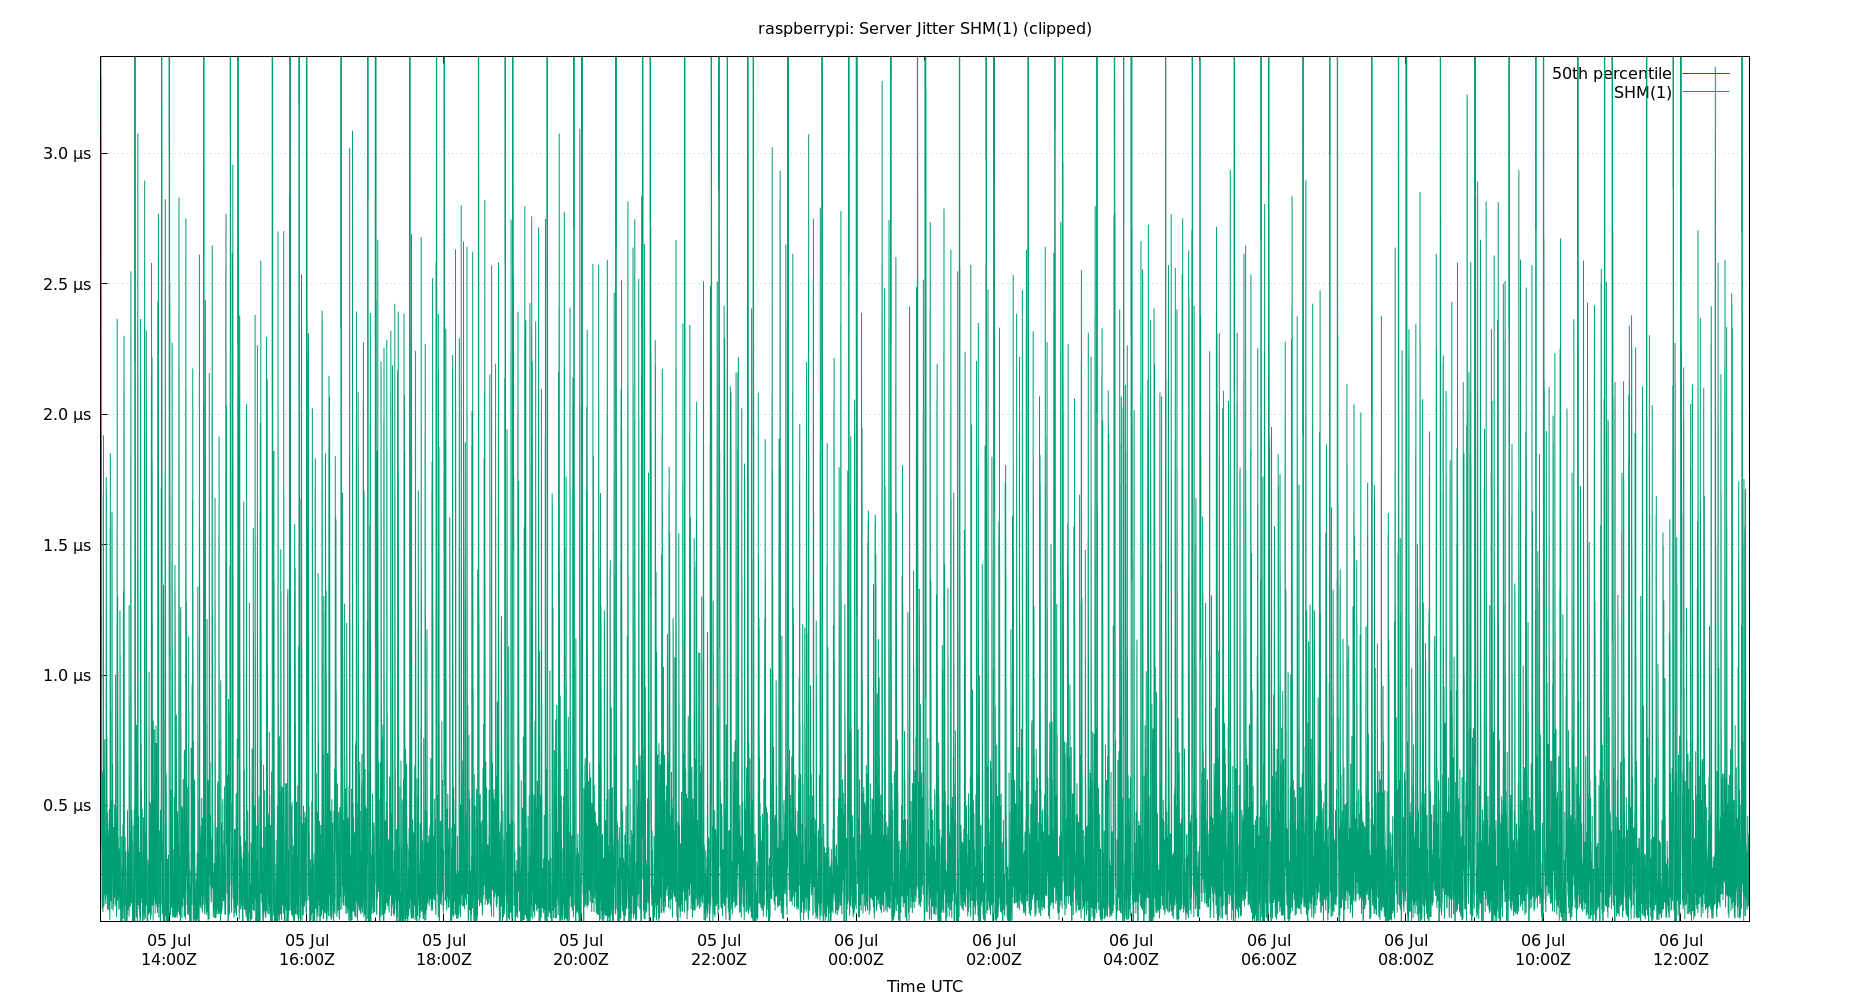 raspberrypi: Server Jitter SHM(1) (clipped)
50th percentile
SHM(1)
3.0 µs
2.5 µs
2.0 µs
1.5 µs
1.0 µs
0.5 µs
05 Jul 05 Jul 05 Jul 05 Jul 05 Jul 06 Jul 06 Jul 06 Jul 06 Jul 06 Jul 06 Jul 06 Jul
14:00Z 16:00Z 18:00Z 20:00Z 22:00Z 00:00Z 02:00Z 04:00Z 06:00Z 08:00Z 10:00Z 12:00Z
Time UTC